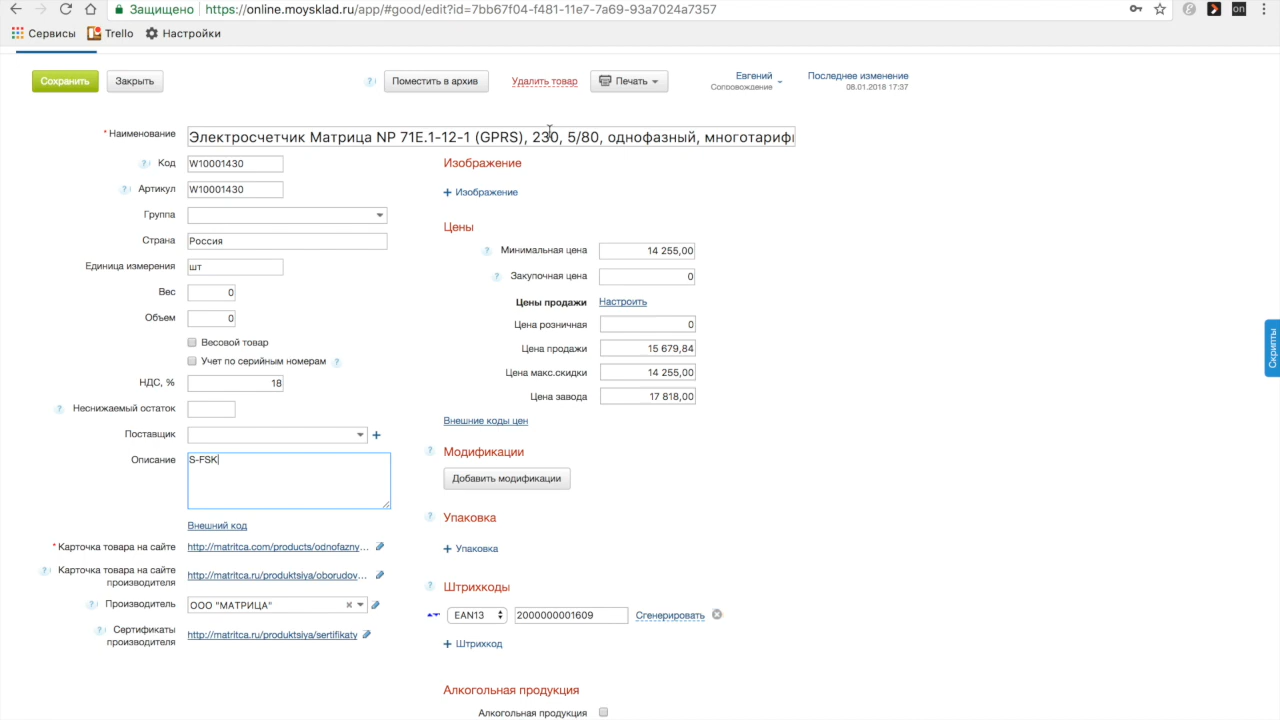 Защищено https://online.moysklad.ru/app/#good/edit?id=7bb67f04-f481-11e7-7a69-93a7024a7357 on
Сервисы Trello Настройки
Сохранить Закрыть ? Поместить в архив Удалить товар Печать Евгений Последнее изменение
Сопровождение 08.01.2018 17:37
* Наименование Электросчетчик Матрица NP 71E.1-12-1 (GPRS), 230, 5/80, однофазный, многотариф
? Код W10001430
? Артикул W10001430
Группа
Страна Россия
Единица измерения шт
Вес 0
Объем 0
Весовой товар
Учет по серийным номерам ?
НДС, % 18
? Неснижаемый остаток
Поставщик +
Описание S-FSK
Внешний код
* Карточка товара на сайте http://matritca.com/products/odnofazny...
? Карточка товара на сайте производителя http://matritca.ru/produktsiya/oborudov...
? Производитель ООО "МАТРИЦА"
? Сертификаты производителя http://matritca.ru/produktsiya/sertifikaty
Изображение
+ Изображение
Цены
? Минимальная цена 14 255,00
? Закупочная цена 0
Цены продажи Настроить
Цена розничная 0
Цена продажи 15 679,84
Цена макс.скидки 14 255,00
Цена завода 17 818,00
Внешние коды цен
? Модификации
Добавить модификации
? Упаковка
+ Упаковка
? Штрихкоды
EAN13 2000000001609 Сгенерировать
+ Штрихкод
Алкогольная продукция
Алкогольная продукция
Скрипты